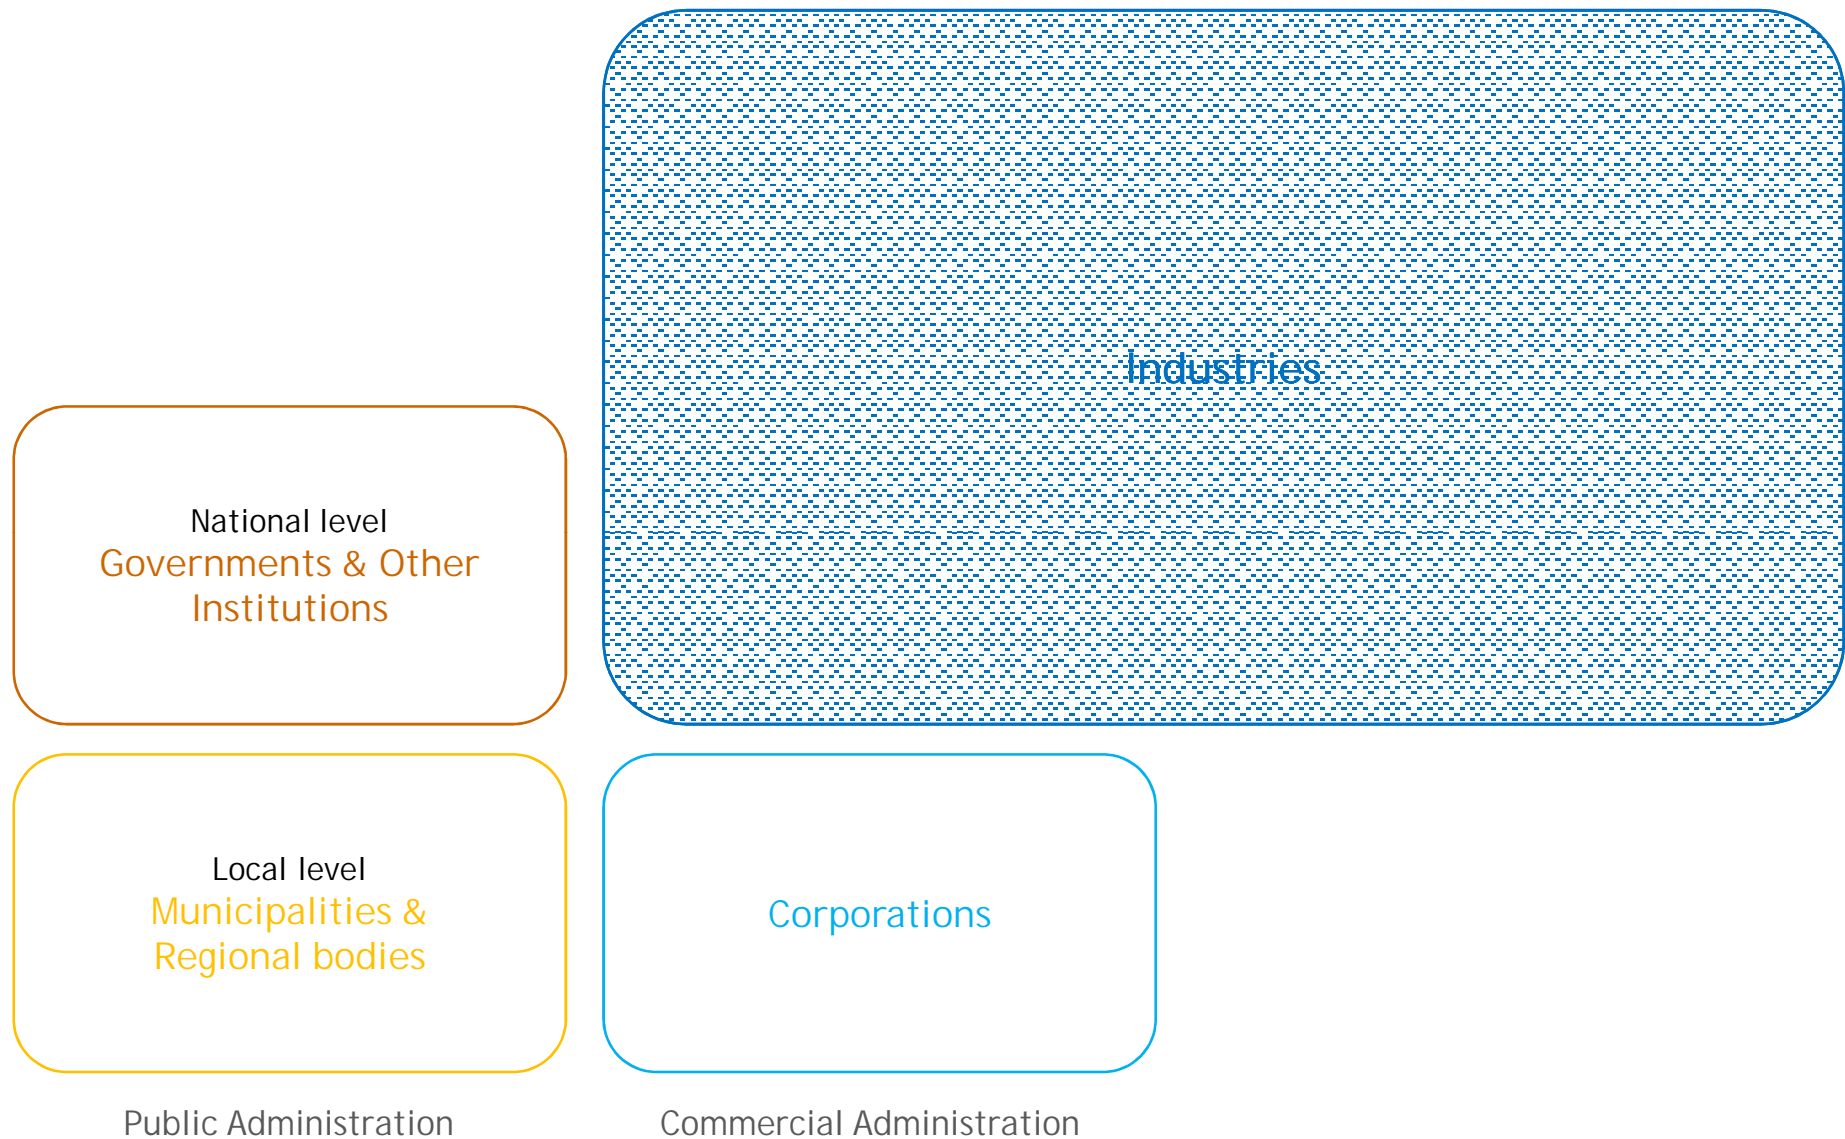 Industries
National level
Governments & Other
Institutions
Local level
Municipalities &
Regional bodies
Corporations
Public Administration
Commercial Administration